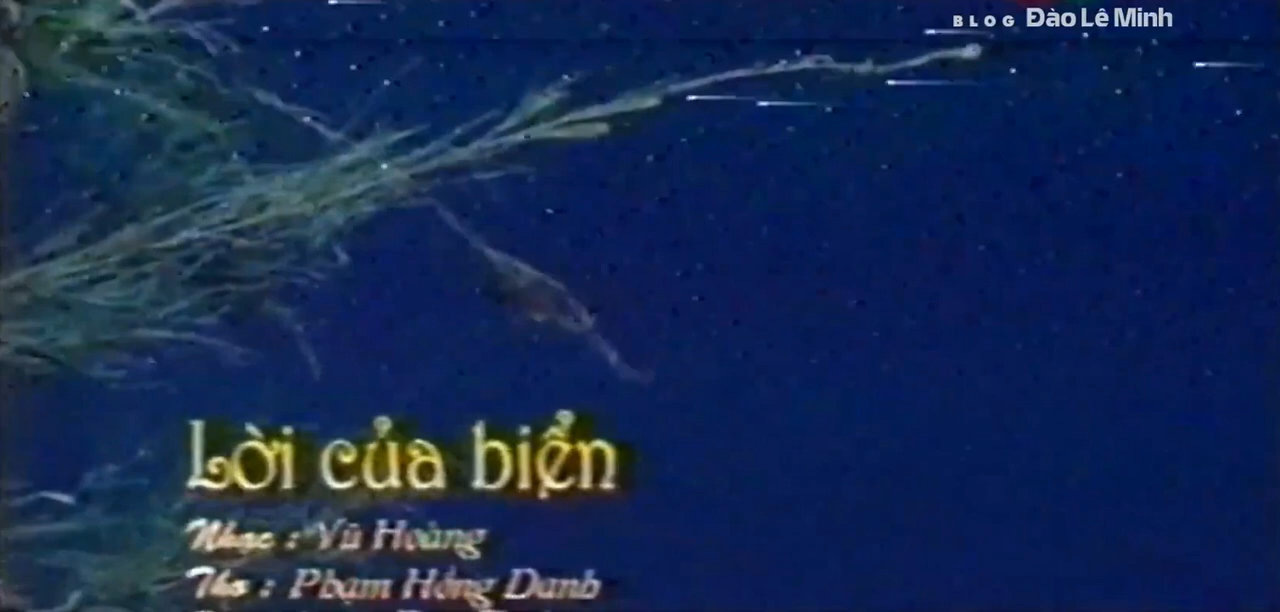 BLOG Đào Lê Minh
Lời của biển
Nhạc : Vũ Hoàng
Thơ : Phạm Hồng Danh